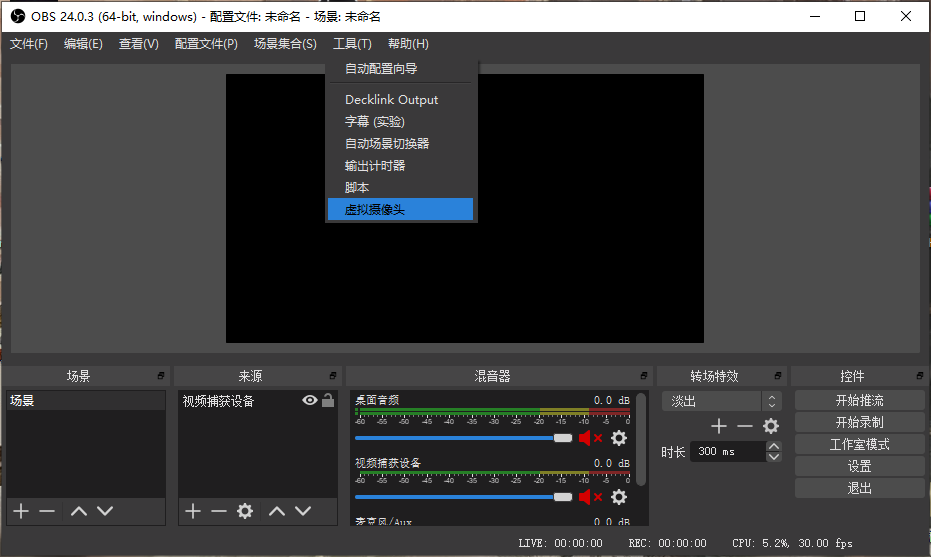 OBS 24.0.3 (64-bit, windows) - 配置文件: 未命名 - 场景: 未命名
文件(F) 编辑(E) 查看(V) 配置文件(P) 场景集合(S) 工具(T) 帮助(H)
自动配置向导
Decklink Output
字幕 (实验)
自动场景切换器
输出计时器
脚本
虚拟摄像头
场景 来源 混音器 转场特效 控件
场景
视频捕获设备
桌面音频 0.0 dB
-60 -55 -50 -45 -40 -35 -30 -25 -20 -15 -10 -5 0
视频捕获设备 0.0 dB
-60 -55 -50 -45 -40 -35 -30 -25 -20 -15 -10 -5 0
麦克风/Aux 0.0 dB
淡出
时长 300 ms
开始推流
开始录制
工作室模式
设置
退出
LIVE: 00:00:00 REC: 00:00:00 CPU: 5.2%, 30.00 fps